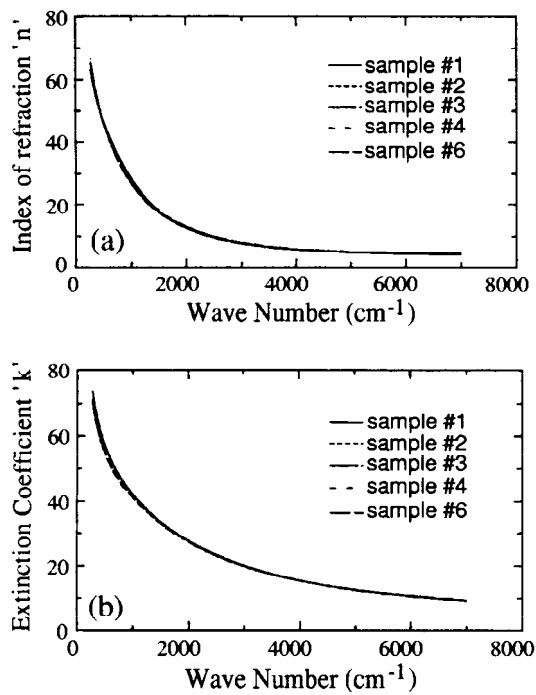 Index of refraction 'n'
80
60
40
20
0
sample #1
sample #2
sample #3
sample #4
sample #6
(a)
0 2000 4000 6000 8000
Wave Number (cm-1)
Extinction Coefficient 'k'
80
60
40
20
0
sample #1
sample #2
sample #3
sample #4
sample #6
(b)
0 2000 4000 6000 8000
Wave Number (cm-1)